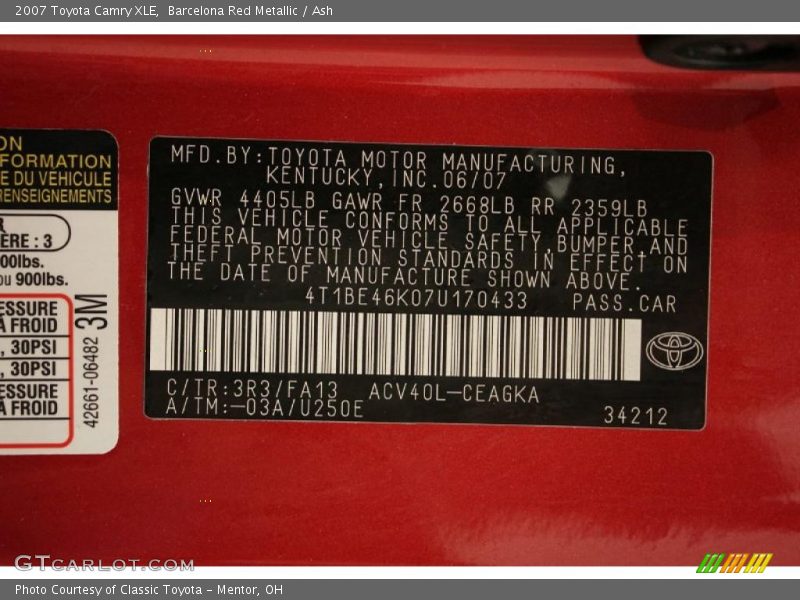 2007 Toyota Camry XLE,  Barcelona Red Metallic / Ash
ON
FORMATION
E DU VEHICULE
RENSEIGNEMENTS
R
ERE : 3
00lbs.
ou 900lbs.
ESSURE
A FROID
, 30PSI
, 30PSI
ESSURE
A FROID
42661-06482 3M
MFD.BY:TOYOTA MOTOR MANUFACTURING,
KENTUCKY,INC.06/07
GVWR 4405LB GAWR FR 2668LB RR 2359LB
THIS VEHICLE CONFORMS TO ALL APPLICABLE
FEDERAL MOTOR VEHICLE SAFETY,BUMPER,AND
THEFT PREVENTION STANDARDS IN EFFECT ON
THE DATE OF MANUFACTURE SHOWN ABOVE.
4T1BE46K07U170433 PASS.CAR
C/TR:3R3/FA13 ACV40L-CEAGKA
A/TM:-03A/U250E
34212
GTCARLOT.COM
Photo Courtesy of Classic Toyota - Mentor, OH